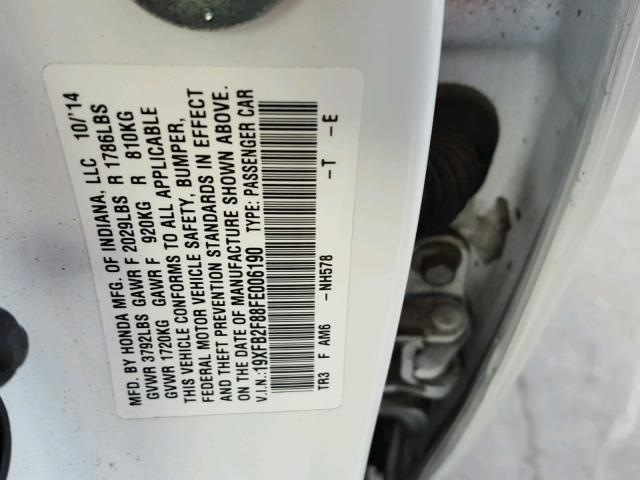 MFD. BY HONDA MFG. OF INDIANA, LLC 10/'14
GVWR 3792LBS GAWR F 2029LBS R 1786LBS
GVWR 1720KG GAWR F 920KG R 810KG
THIS VEHICLE CONFORMS TO ALL APPLICABLE
FEDERAL MOTOR VEHICLE SAFETY, BUMPER,
AND THEFT PREVENTION STANDARDS IN EFFECT
ON THE DATE OF MANUFACTURE SHOWN ABOVE.
V.I.N.:19XFB2F88FE006190 TYPE: PASSENGER CAR
TR3 F AM6 -NH578 -T -E